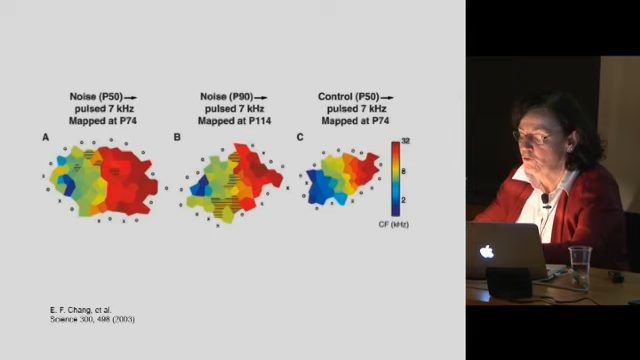 Noise (P50)→
pulsed 7 kHz
Mapped at P74
Noise (P90)→
pulsed 7 kHz
Mapped at P114
Control (P50)→
pulsed 7 kHz
Mapped at P74
A
B
C
32
8
2
CF (kHz)
E. F. Chang, et al.
Science 300, 498 (2003)